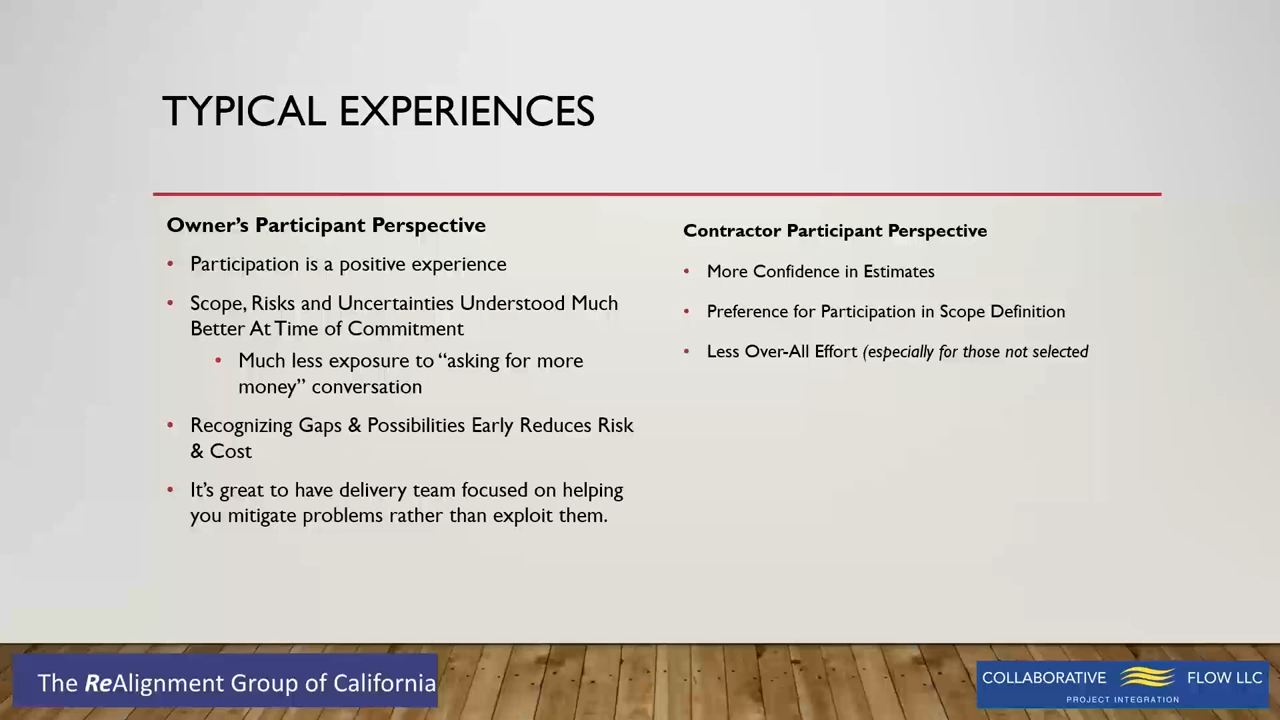 TYPICAL EXPERIENCES
Owner's Participant Perspective
• Participation is a positive experience
• Scope, Risks and Uncertainties Understood Much
Better At Time of Commitment
• Much less exposure to “asking for more
money” conversation
• Recognizing Gaps & Possibilities Early Reduces Risk
& Cost
• It's great to have delivery team focused on helping
you mitigate problems rather than exploit them.
Contractor Participant Perspective
• More Confidence in Estimates
• Preference for Participation in Scope Definition
• Less Over-All Effort (especially for those not selected
The ReAlignment Group of California
COLLABORATIVE FLOW LLC
PROJECT INTEGRATION